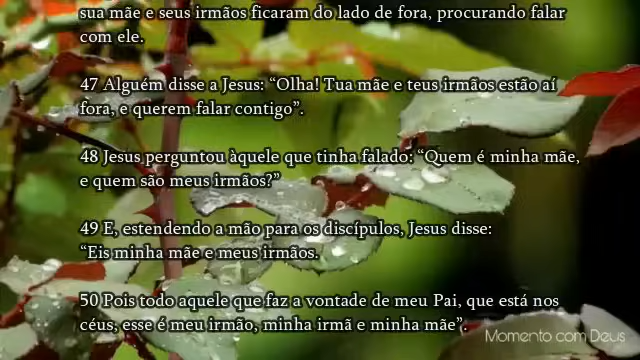 sua mãe e seus irmãos ficaram do lado de fora, procurando falar
com ele.
47 Alguém disse a Jesus: “Olha! Tua mãe e teus irmãos estão aí
fora, e querem falar contigo”.
48 Jesus perguntou àquele que tinha falado: “Quem é minha mãe,
e quem são meus irmãos?”
49 E, estendendo a mão para os discípulos, Jesus disse:
“Eis minha mãe e meus irmãos.
50 Pois todo aquele que faz a vontade de meu Pai, que está nos
céus, esse é meu irmão, minha irmã e minha mãe”.
Momento com Deus